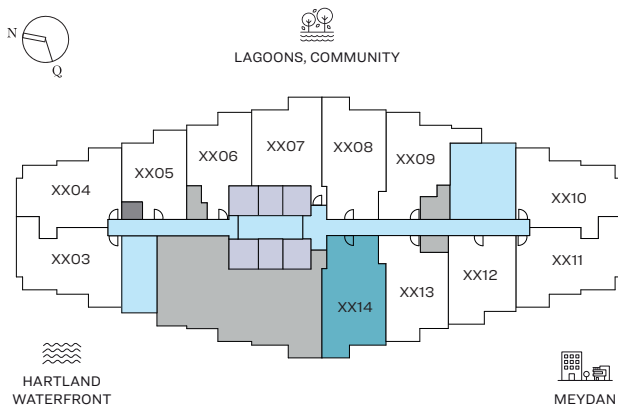 N
Q
LAGOONS, COMMUNITY
XX04
XX05
XX06
XX07
XX08
XX09
XX10
XX03
XX14
XX13
XX12
XX11
HARTLAND
WATERFRONT
MEYDAN